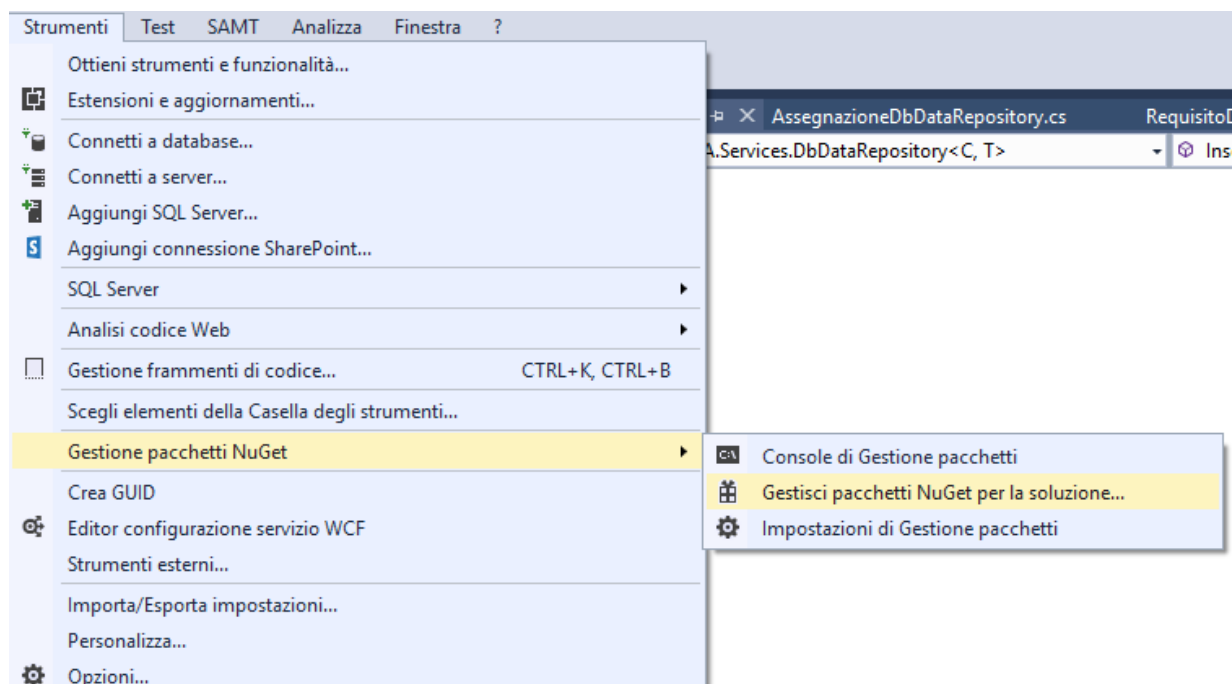 Strumenti Test SAMT Analizza Finestra ?
Ottieni strumenti e funzionalità...
Estensioni e aggiornamenti...
AssegnazioneDbDataRepository.cs
Connetti a database...
A.Services.DbDataRepository<C, T>
Connetti a server...
Aggiungi SQL Server...
Aggiungi connessione SharePoint...
SQL Server
Analisi codice Web
Gestione frammenti di codice... CTRL+K, CTRL+B
Scegli elementi della Casella degli strumenti...
Gestione pacchetti NuGet
Console di Gestione pacchetti
Gestisci pacchetti NuGet per la soluzione...
Impostazioni di Gestione pacchetti
Crea GUID
Editor configurazione servizio WCF
Strumenti esterni...
Importa/Esporta impostazioni...
Personalizza...
Opzioni...